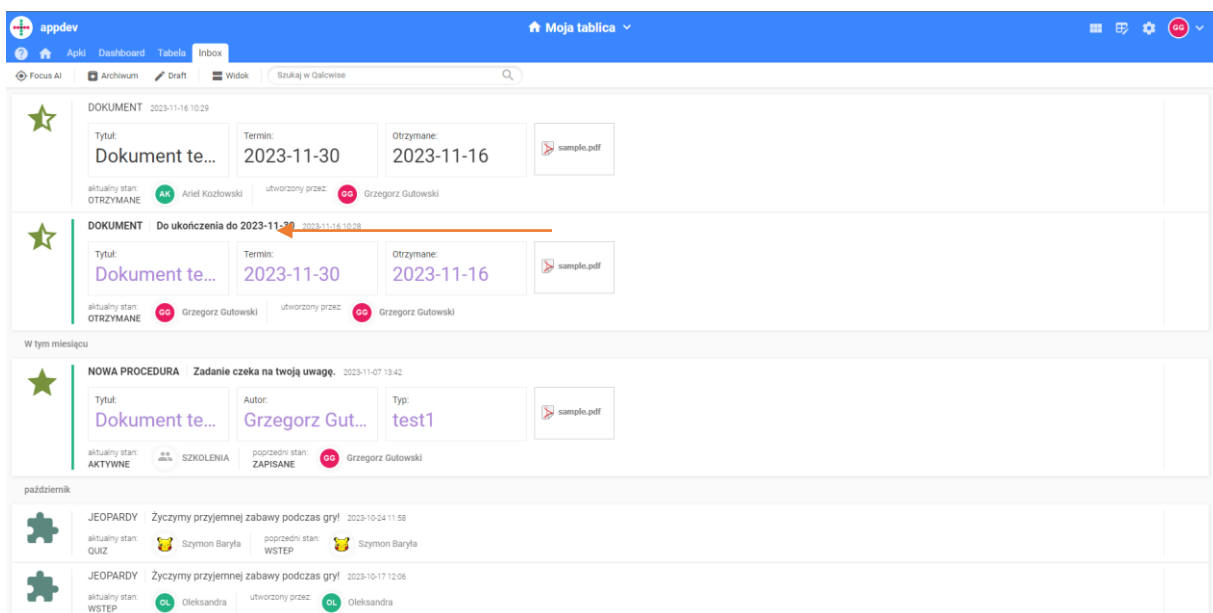 appdev
Moja tablica
GG
Apki Dashboard Tabela Inbox
Focus AI Archiwum Draft Widok Szukaj w Qalcwise
DOKUMENT 2023-11-16 10:29
Tytuł: Termin: Otrzymane:
Dokument te... 2023-11-30 2023-11-16 sample.pdf
aktualny stan: AK Ariel Kozłowski utworzony przez: GG Grzegorz Gutowski
OTRZYMANE
DOKUMENT Do ukończenia do 2023-11-30 2023-11-16 10:28
Tytuł: Termin: Otrzymane:
Dokument te... 2023-11-30 2023-11-16 sample.pdf
aktualny stan: GG Grzegorz Gutowski utworzony przez: GG Grzegorz Gutowski
OTRZYMANE
W tym miesiącu
NOWA PROCEDURA Zadanie czeka na twoją uwagę. 2023-11-07 13:42
Tytuł: Autor: Typ:
Dokument te... Grzegorz Gut... test1 sample.pdf
aktualny stan: SZKOLENIA poprzedni stan: GG Grzegorz Gutowski
AKTYWNE ZAPISANE
październik
JEOPARDY Życzymy przyjemnej zabawy podczas gry! 2023-10-24 11:58
aktualny stan: Szymon Baryła poprzedni stan: Szymon Baryła
QUIZ WSTEP
JEOPARDY Życzymy przyjemnej zabawy podczas gry! 2023-10-17 12:06
aktualny stan: OL Oleksandra utworzony przez: OL Oleksandra
WSTEP